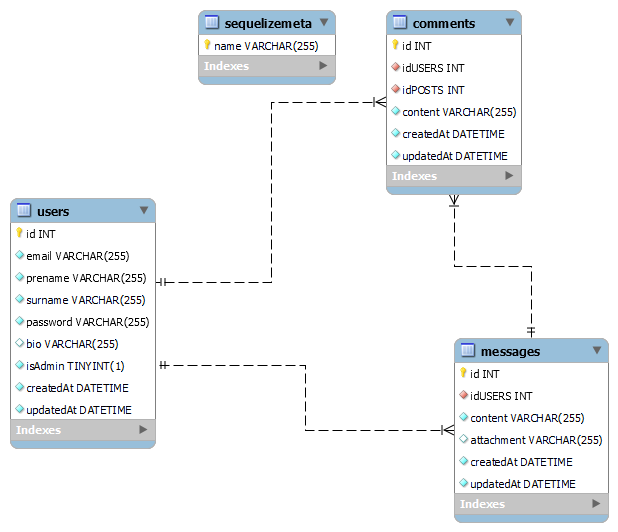 sequelizemeta
name VARCHAR(255)
Indexes
comments
id INT
idUSERS INT
idPOSTS INT
content VARCHAR(255)
createdAt DATETIME
updatedAt DATETIME
Indexes
users
id INT
email VARCHAR(255)
prename VARCHAR(255)
surname VARCHAR(255)
password VARCHAR(255)
bio VARCHAR(255)
isAdmin TINYINT(1)
createdAt DATETIME
updatedAt DATETIME
Indexes
messages
id INT
idUSERS INT
content VARCHAR(255)
attachment VARCHAR(255)
createdAt DATETIME
updatedAt DATETIME
Indexes